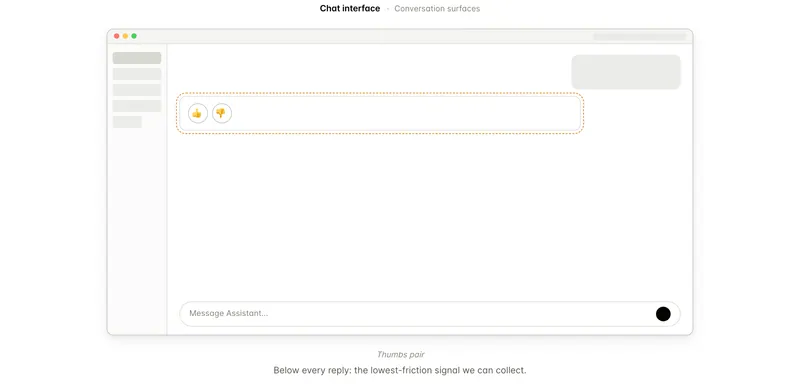 Chat interface · Conversation surfaces
Message Assistant...
Thumbs pair
Below every reply: the lowest-friction signal we can collect.